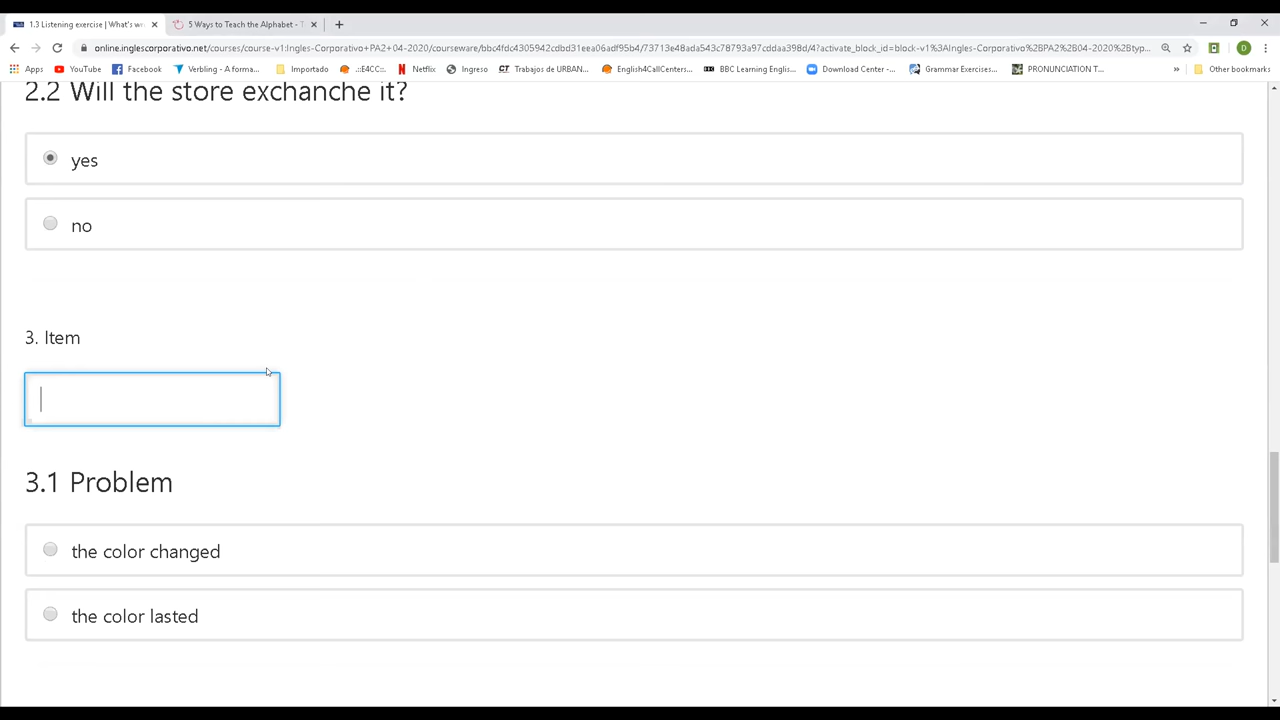 1.3 Listening exercise | What's wr
5 Ways to Teach the Alphabet - T
online.inglescorporativo.net/courses/course-v1:Ingles-Corporativo+PA2+04-2020/courseware/bbc4fdc4305942cdbd31eea06adf95b4/73713e48ada543c78793a97cddaa398d/4?activate_block_id=block-v1%3AIngles-Corporativo%2BPA2%2B04-2020%2Btyp...
Apps YouTube Facebook Verbling - A forma... Importado .::E4CC::. Netflix Ingreso Trabajos de URBAN... English4CallCenters... BBC Learning Engl... Download Center -... Grammar Exercises... PRONUNCIATION T... » Other bookmarks
2.2 Will the store exchanche it?
yes
no
3. Item
3.1 Problem
the color changed
the color lasted